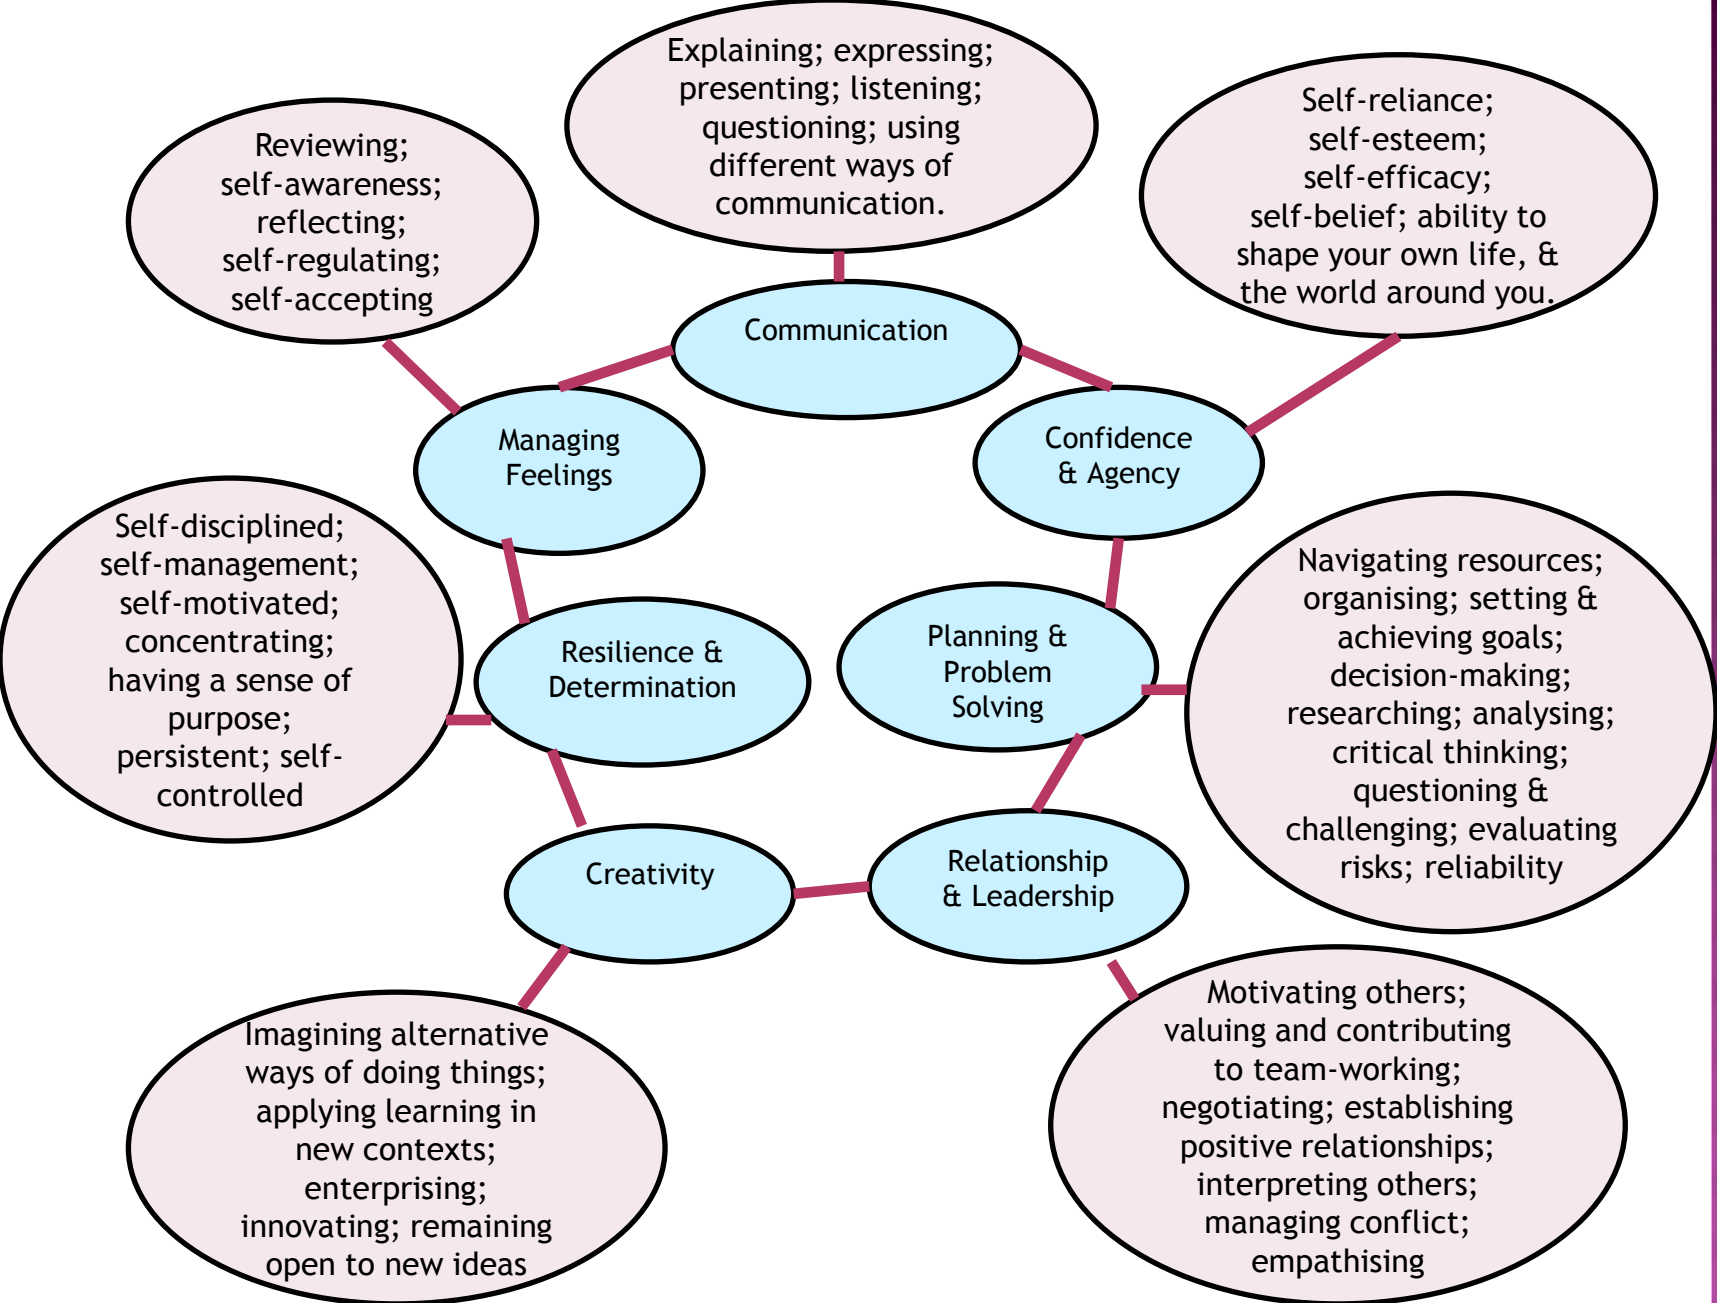 Explaining; expressing;
presenting; listening;
questioning; using
different ways of
communication.
Reviewing;
self-awareness;
reflecting;
self-regulating;
self-accepting
Self-reliance;
self-esteem;
self-efficacy;
self-belief; ability to
shape your own life, &
the world around you.
Communication
Managing
Feelings
Confidence
& Agency
Self-disciplined;
self-management;
self-motivated;
concentrating;
having a sense of
purpose;
persistent; self-
controlled
Resilience &
Determination
Planning &
Problem
Solving
Navigating resources;
organising; setting &
achieving goals;
decision-making;
researching; analysing;
critical thinking;
questioning &
challenging; evaluating
risks; reliability
Creativity
Relationship
& Leadership
Imagining alternative
ways of doing things;
applying learning in
new contexts;
enterprising;
innovating; remaining
open to new ideas
Motivating others;
valuing and contributing
to team-working;
negotiating; establishing
positive relationships;
interpreting others;
managing conflict;
empathising